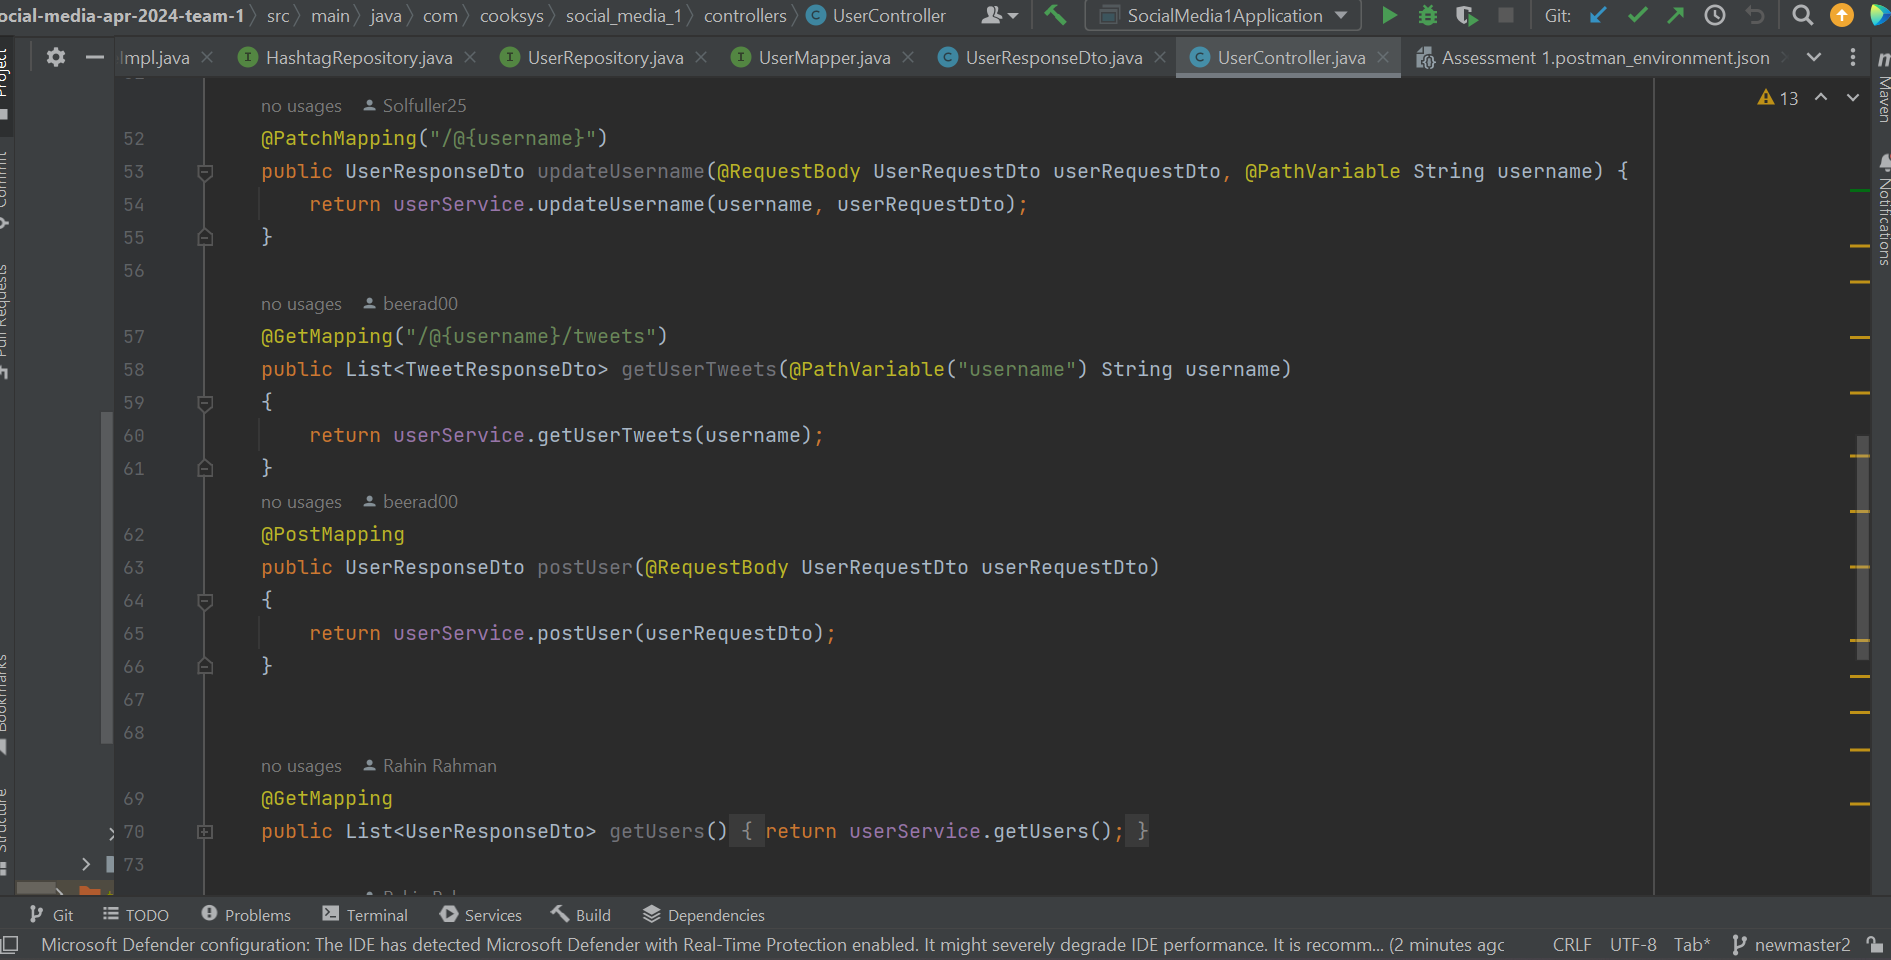 ocial-media-apr-2024-team-1 src main java com cooksys social_media_1 controllers UserController SocialMedia1Application Git:
Impl.java HashtagRepository.java UserRepository.java UserMapper.java UserResponseDto.java UserController.java Assessment 1.postman_environment.json
Project
Commit
Pull Requests
Bookmarks
Structure
Maven
Notifications
13
no usages Solfuller25
52 @PatchMapping("/@{username}")
53 public UserResponseDto updateUsername(@RequestBody UserRequestDto userRequestDto, @PathVariable String username) {
54 return userService.updateUsername(username, userRequestDto);
55 }
56
no usages beerad00
57 @GetMapping("/@{username}/tweets")
58 public List<TweetResponseDto> getUserTweets(@PathVariable("username") String username)
59 {
60 return userService.getUserTweets(username);
61 }
no usages beerad00
62 @PostMapping
63 public UserResponseDto postUser(@RequestBody UserRequestDto userRequestDto)
64 {
65 return userService.postUser(userRequestDto);
66 }
67
68
no usages Rahin Rahman
69 @GetMapping
70 public List<UserResponseDto> getUsers() { return userService.getUsers(); }
73
Git TODO Problems Terminal Services Build Dependencies
Microsoft Defender configuration: The IDE has detected Microsoft Defender with Real-Time Protection enabled. It might severely degrade IDE performance. It is recomm... (2 minutes agc CRLF UTF-8 Tab* newmaster2